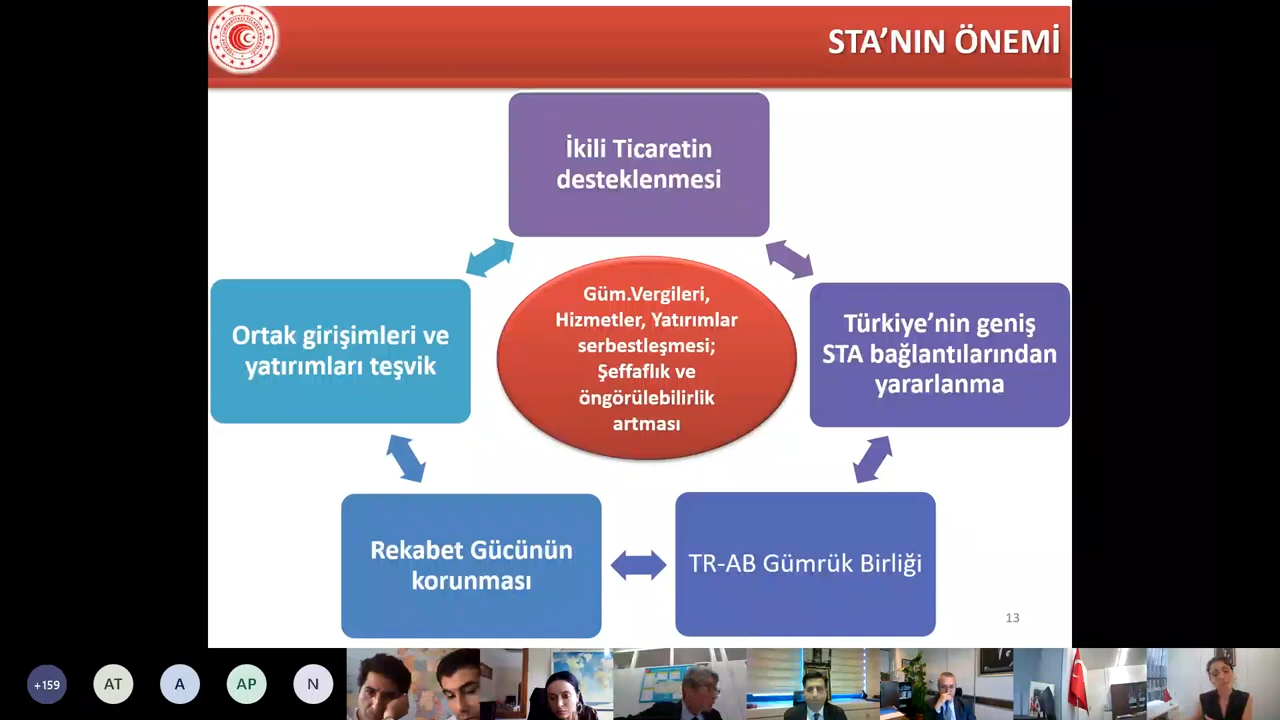 STA’NIN ÖNEMİ
İkili Ticaretin
desteklenmesi
Güm.Vergileri,
Hizmetler, Yatırımlar
serbestleşmesi;
Şeffaflık ve
öngörülebilirlik
artması
Ortak girişimleri ve
yatırımları teşvik
Türkiye’nin geniş
STA bağlantılarından
yararlanma
Rekabet Gücünün
korunması
TR-AB Gümrük Birliği
13
+159
AT
A
AP
N